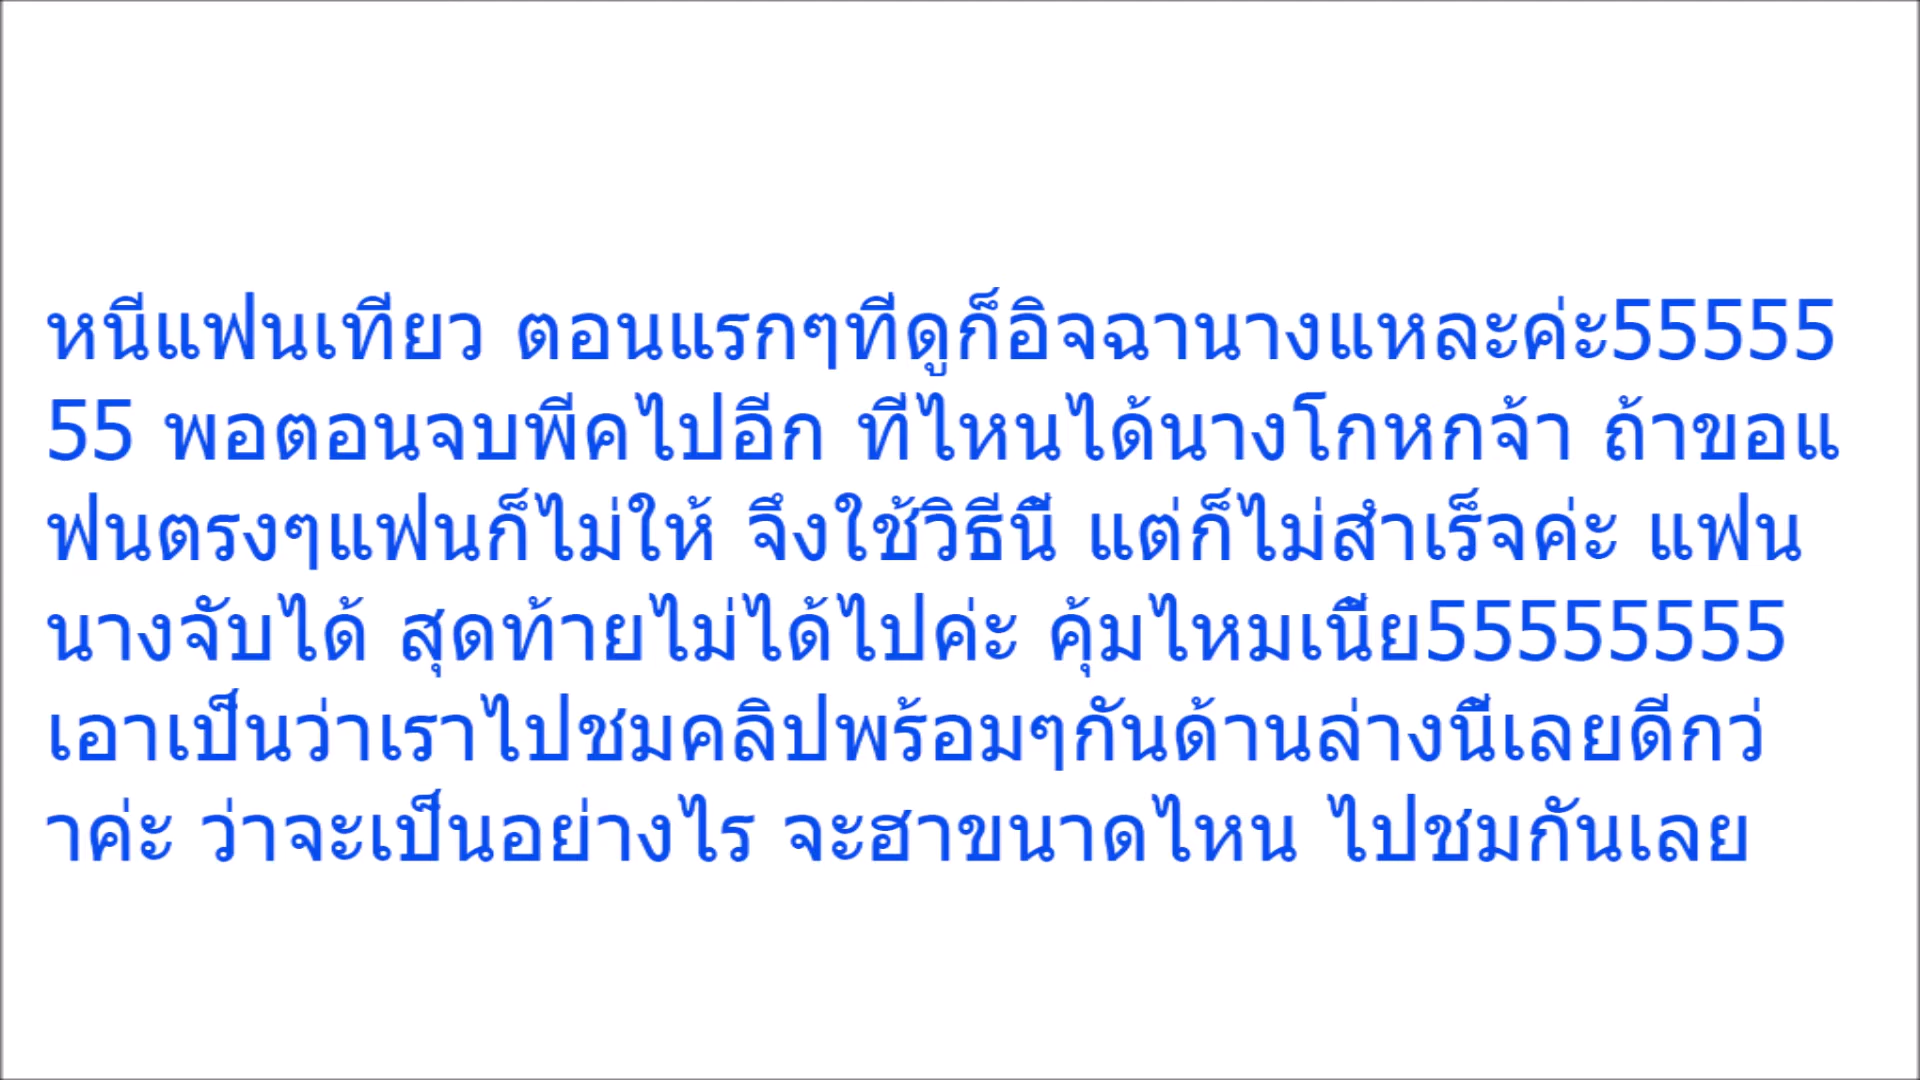 หนีแฟนเที่ยว ตอนแรกๆที่ดูก็อิจฉานางแหละค่ะ55555
55 พอตอนจบพีคไปอีก ที่ไหนได้นางโกหกจ้า ถ้าขอแ
ฟนตรงๆแฟนก็ไม่ให้ จึงใช้วิธีนี้ แต่ก็ไม่สำเร็จค่ะ แฟน
นางจับได้ สุดท้ายไม่ได้ไปค่ะ คุ้มไหมเนี่ย55555555
เอาเป็นว่าเราไปชมคลิปพร้อมๆกันด้านล่างนี้เลยดีกว่
าค่ะ ว่าจะเป็นอย่างไร จะฮาขนาดไหน ไปชมกันเลย